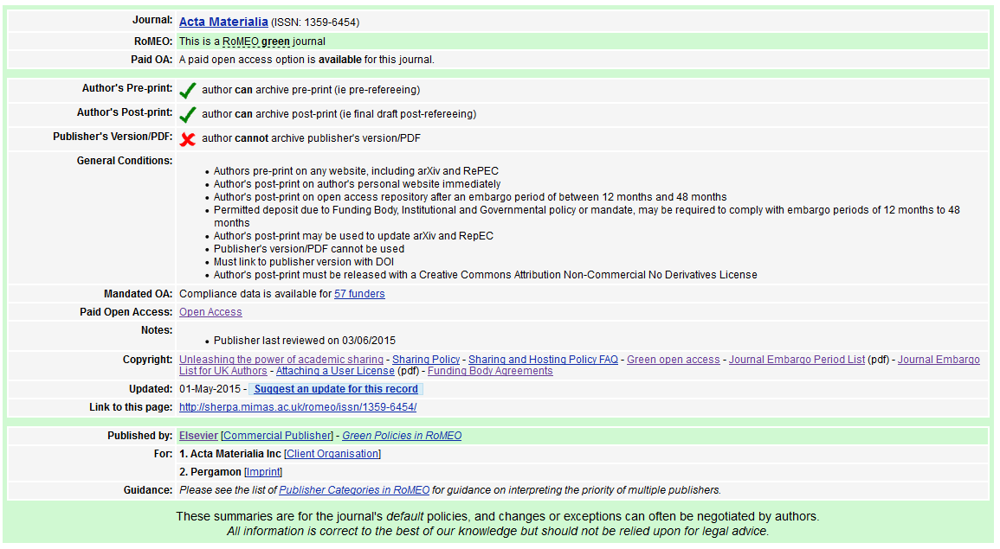 Journal: Acta Materialia (ISSN: 1359-6454)
RoMEO: This is a RoMEO green journal
Paid OA: A paid open access option is available for this journal.
Author's Pre-print: author can archive pre-print (ie pre-refereeing)
Author's Post-print: author can archive post-print (ie final draft post-refereeing)
Publisher's Version/PDF: author cannot archive publisher's version/PDF
General Conditions:
• Authors pre-print on any website, including arXiv and RePEC
• Author's post-print on author's personal website immediately
• Author's post-print on open access repository after an embargo period of between 12 months and 48 months
• Permitted deposit due to Funding Body, Institutional and Governmental policy or mandate, may be required to comply with embargo periods of 12 months to 48
months
• Author's post-print may be used to update arXiv and RepEC
• Publisher's version/PDF cannot be used
• Must link to publisher version with DOI
• Author's post-print must be released with a Creative Commons Attribution Non-Commercial No Derivatives License
Mandated OA: Compliance data is available for 57 funders
Paid Open Access: Open Access
Notes:
• Publisher last reviewed on 03/06/2015
Copyright: Unleashing the power of academic sharing - Sharing Policy - Sharing and Hosting Policy FAQ - Green open access - Journal Embargo Period List (pdf) - Journal Embargo
List for UK Authors - Attaching a User License (pdf) - Funding Body Agreements
Updated: 01-May-2015 - Suggest an update for this record
Link to this page: http://sherpa.mimas.ac.uk/romeo/issn/1359-6454/
Published by: Elsevier [Commercial Publisher] - Green Policies in RoMEO
For: 1. Acta Materialia Inc [Client Organisation]
2. Pergamon [Imprint]
Guidance: Please see the list of Publisher Categories in RoMEO for guidance on interpreting the priority of multiple publishers.
These summaries are for the journal's default policies, and changes or exceptions can often be negotiated by authors.
All information is correct to the best of our knowledge but should not be relied upon for legal advice.